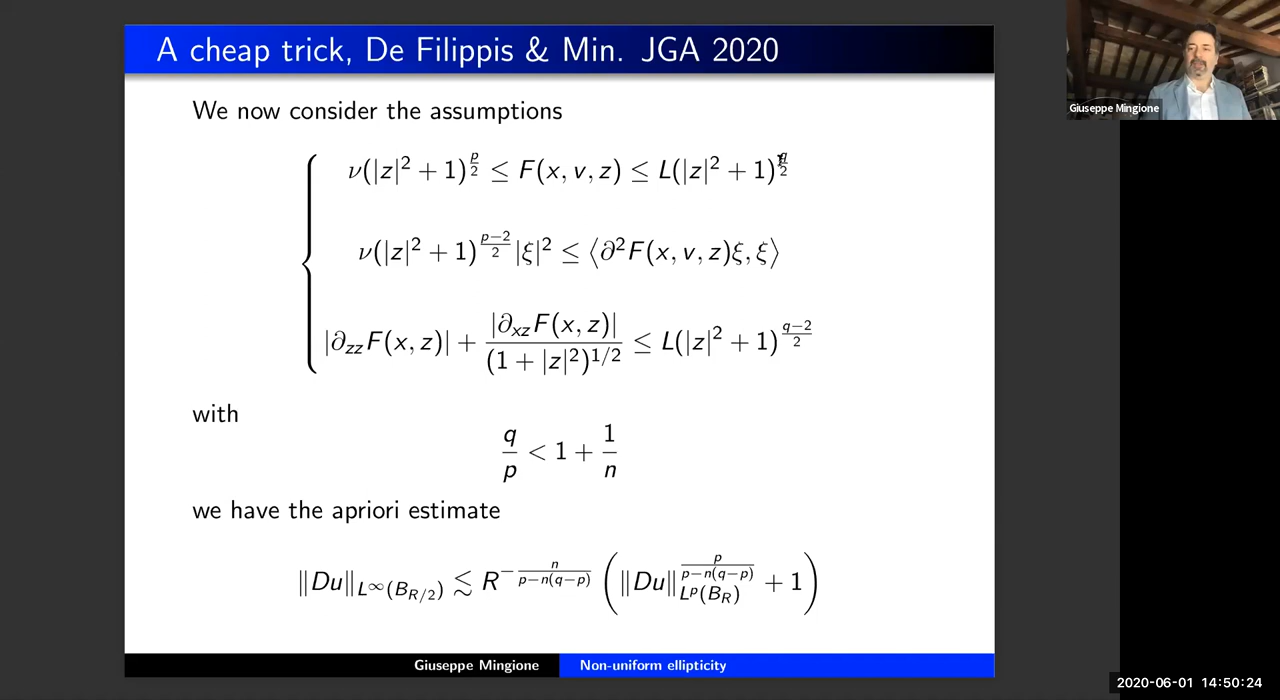 A cheap trick, De Filippis & Min. JGA 2020
Giuseppe Mingione
We now consider the assumptions
ν(|z|² + 1)^{p/2} ≤ F(x, v, z) ≤ L(|z|² + 1)^{q/2}
ν(|z|² + 1)^{(p−2)/2} |ξ|² ≤ ⟨∂²F(x, v, z)ξ, ξ⟩
|∂_{zz}F(x, z)| + |∂_{xz}F(x, z)| / (1 + |z|²)^{1/2} ≤ L(|z|² + 1)^{(q−2)/2}
with
q/p < 1 + 1/n
we have the apriori estimate
‖Du‖_{L^∞(B_{R/2})} ≲ R^{−n/(p−n(q−p))} ( ‖Du‖_{L^p(B_R)}^{p/(p−n(q−p))} + 1 )
Giuseppe Mingione Non-uniform ellipticity
2020-06-01 14:50:24